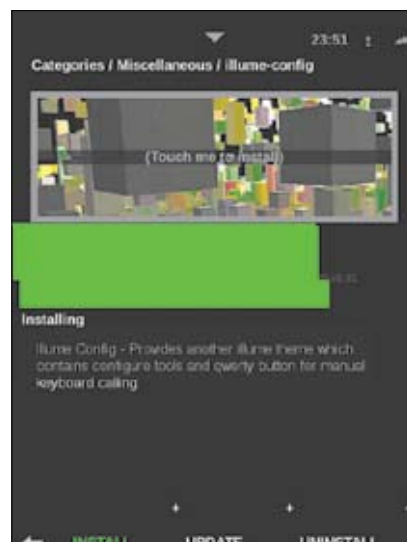 23:51
Categories / Miscellaneous / illume-config
(Touch me to install)
Installing
Illume Config - Provides another illume theme which
contains configure tools and qwerty button for manual
keyboard calling
INSTALL UPDATE UNINSTALL